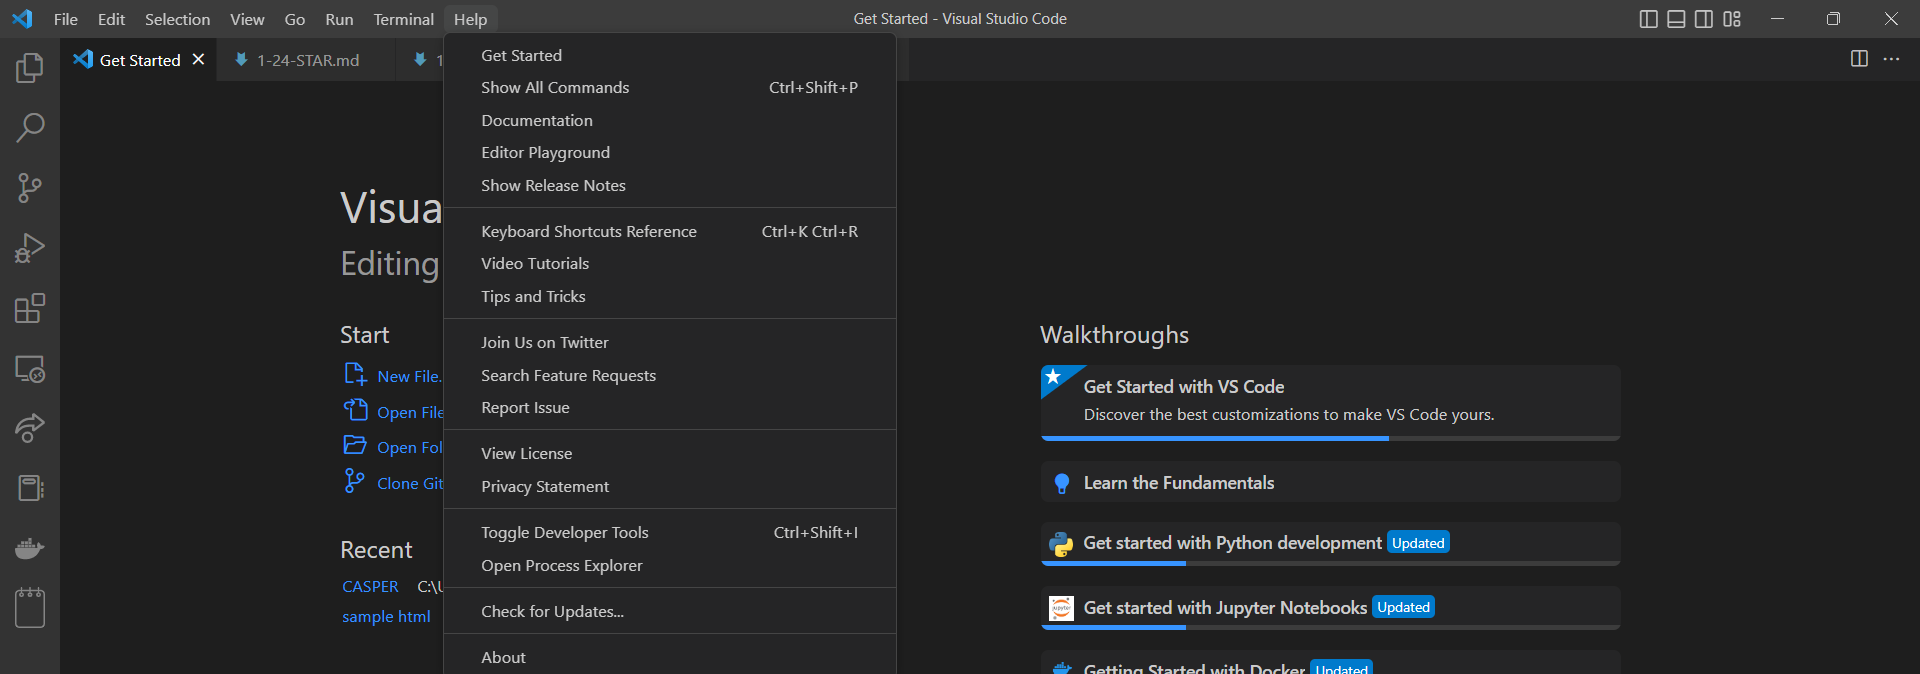 File Edit Selection View Go Run Terminal Help Get Started - Visual Studio Code
Get Started 1-24-STAR.md 1
Get Started
Show All Commands Ctrl+Shift+P
Documentation
Editor Playground
Show Release Notes
Keyboard Shortcuts Reference Ctrl+K Ctrl+R
Video Tutorials
Tips and Tricks
Join Us on Twitter
Search Feature Requests
Report Issue
View License
Privacy Statement
Toggle Developer Tools Ctrl+Shift+I
Open Process Explorer
Check for Updates...
About
Visua
Editing
Start
New File.
Open File
Open Fol
Clone Git
Recent
CASPER C:\U
sample html
Walkthroughs
Get Started with VS Code
Discover the best customizations to make VS Code yours.
Learn the Fundamentals
Get started with Python development Updated
Get started with Jupyter Notebooks Updated
Getting Started with Docker Updated